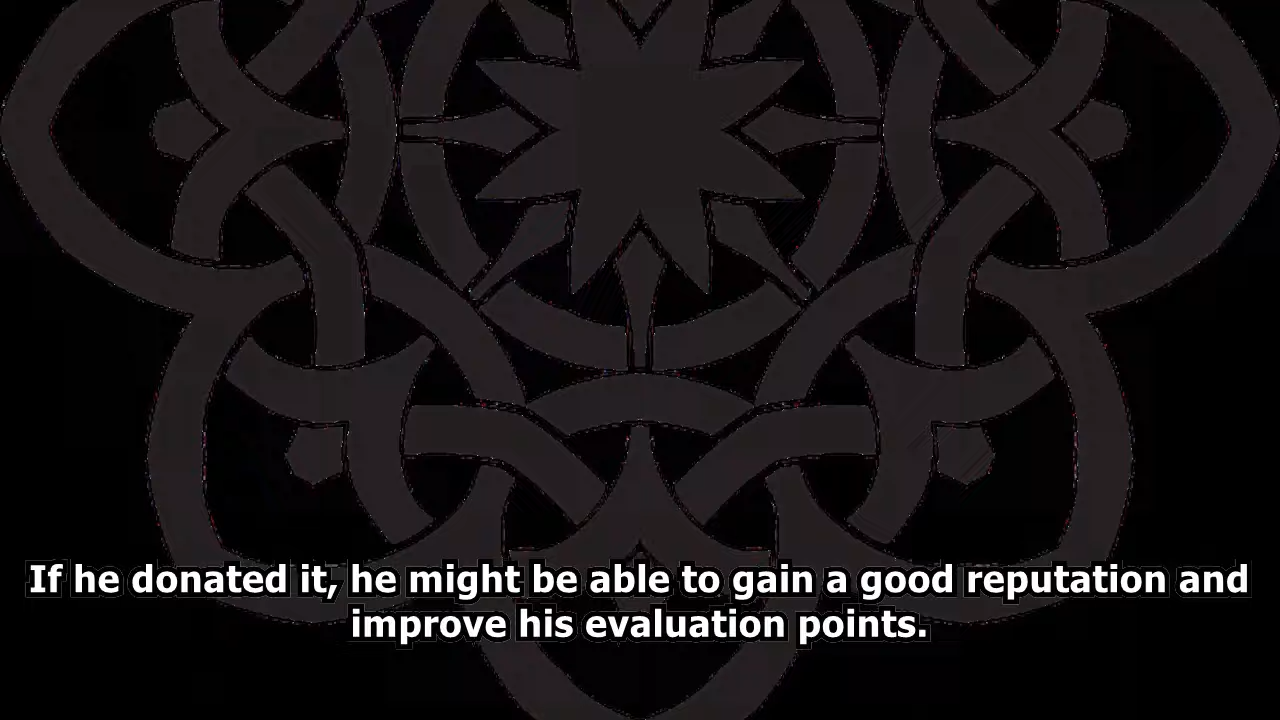 If he donated it, he might be able to gain a good reputation and
improve his evaluation points.